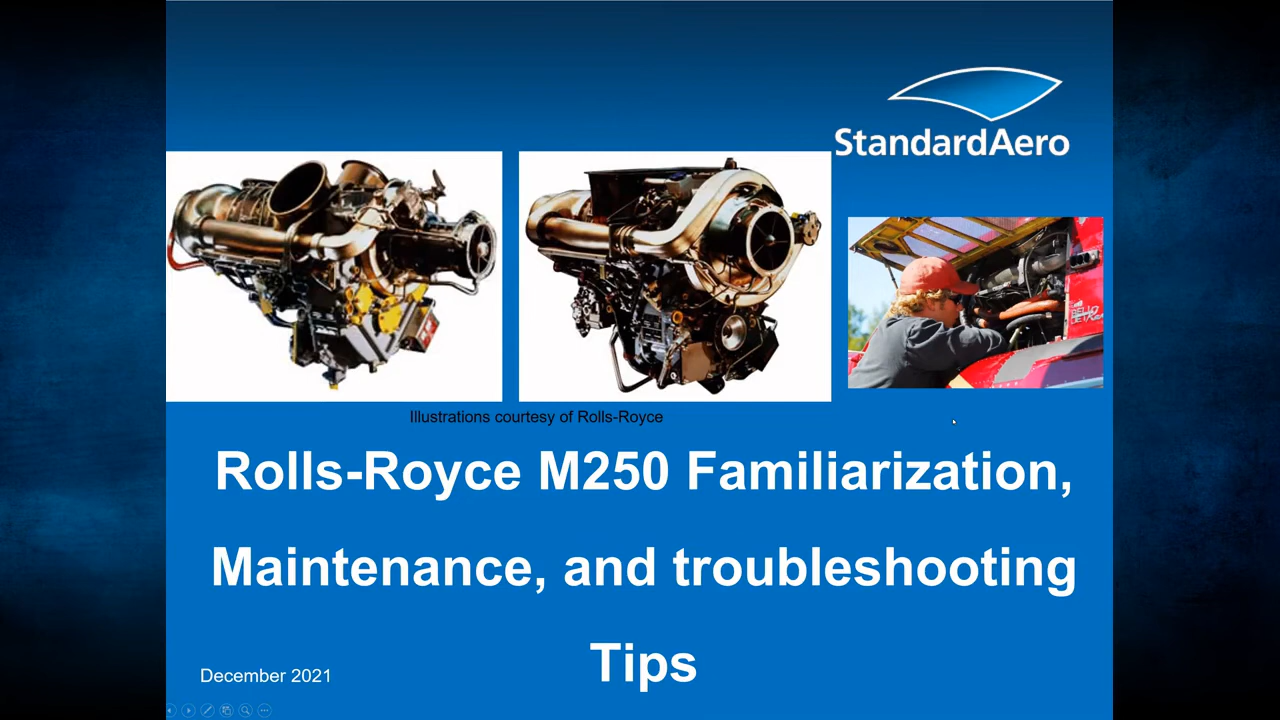 StandardAero
Illustrations courtesy of Rolls-Royce
Rolls-Royce M250 Familiarization,
Maintenance, and troubleshooting
Tips
December 2021